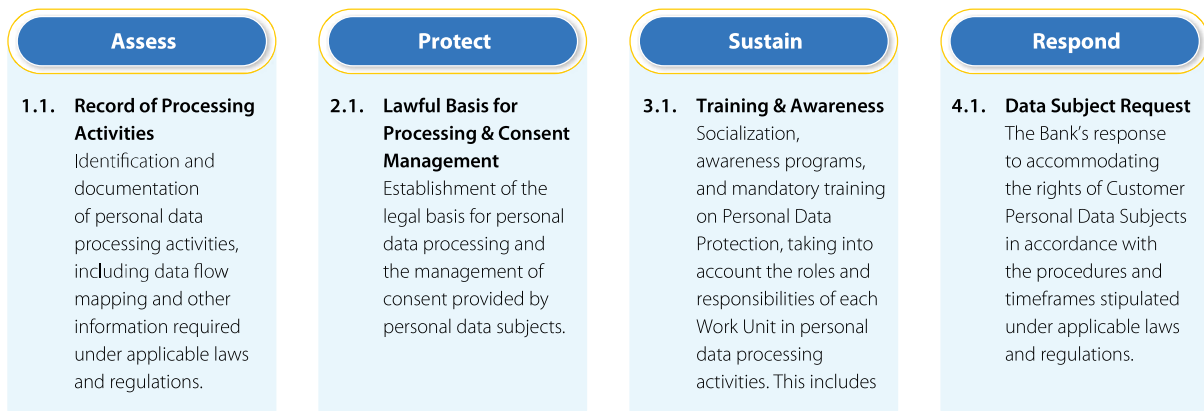 Assess
1.1. Record of Processing
Activities
Identification and
documentation
of personal data
processing activities,
including data flow
mapping and other
information required
under applicable laws
and regulations.
Protect
2.1. Lawful Basis for
Processing & Consent
Management
Establishment of the
legal basis for personal
data processing and
the management of
consent provided by
personal data subjects.
Sustain
3.1. Training & Awareness
Socialization,
awareness programs,
and mandatory training
on Personal Data
Protection, taking into
account the roles and
responsibilities of each
Work Unit in personal
data processing
activities. This includes
Respond
4.1. Data Subject Request
The Bank’s response
to accommodating
the rights of Customer
Personal Data Subjects
in accordance with
the procedures and
timeframes stipulated
under applicable laws
and regulations.